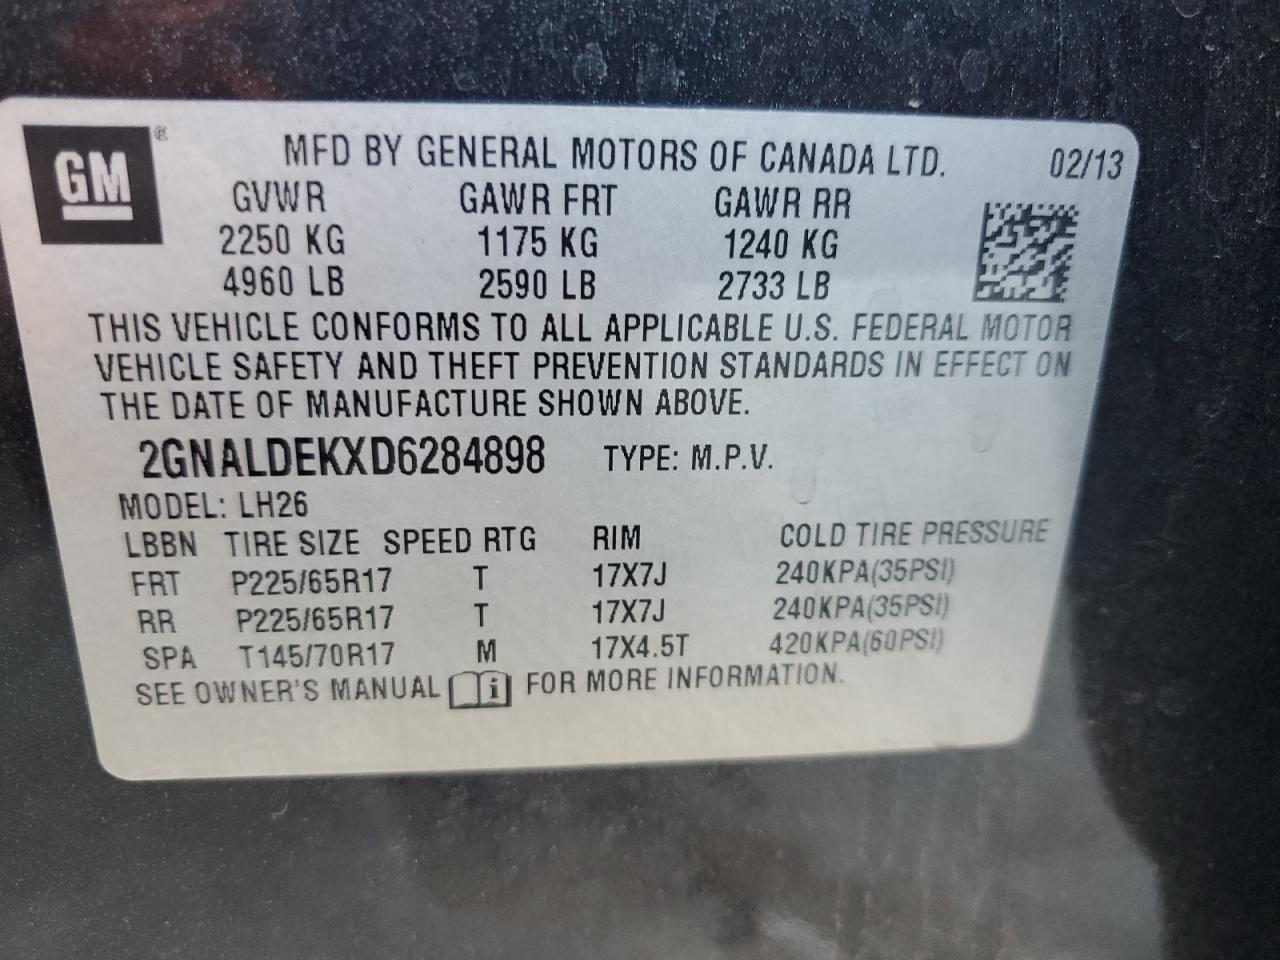 GM ® MFD BY GENERAL MOTORS OF CANADA LTD. 02/13
GVWR GAWR FRT GAWR RR
2250 KG 1175 KG 1240 KG
4960 LB 2590 LB 2733 LB
THIS VEHICLE CONFORMS TO ALL APPLICABLE U.S. FEDERAL MOTOR
VEHICLE SAFETY AND THEFT PREVENTION STANDARDS IN EFFECT ON
THE DATE OF MANUFACTURE SHOWN ABOVE.
2GNALDEKXD6284898 TYPE: M.P.V.
MODEL: LH26
LBBN TIRE SIZE SPEED RTG RIM COLD TIRE PRESSURE
FRT P225/65R17 T 17X7J 240KPA(35PSI)
RR P225/65R17 T 17X7J 240KPA(35PSI)
SPA T145/70R17 M 17X4.5T 420KPA(60PSI)
SEE OWNER'S MANUAL i FOR MORE INFORMATION.